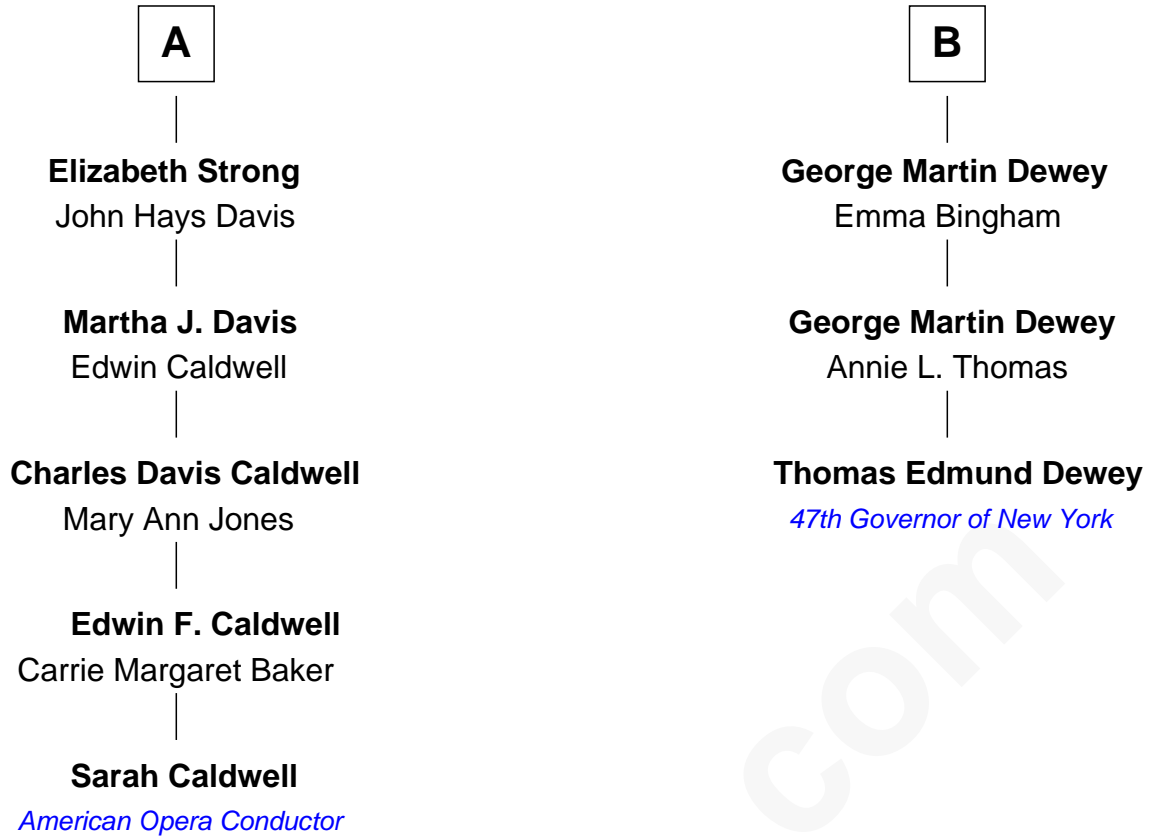 A
Elizabeth Strong
John Hays Davis
Martha J. Davis
Edwin Caldwell
Charles Davis Caldwell
Mary Ann Jones
Edwin F. Caldwell
Carrie Margaret Baker
Sarah Caldwell
American Opera Conductor
B
George Martin Dewey
Emma Bingham
George Martin Dewey
Annie L. Thomas
Thomas Edmund Dewey
47th Governor of New York
com